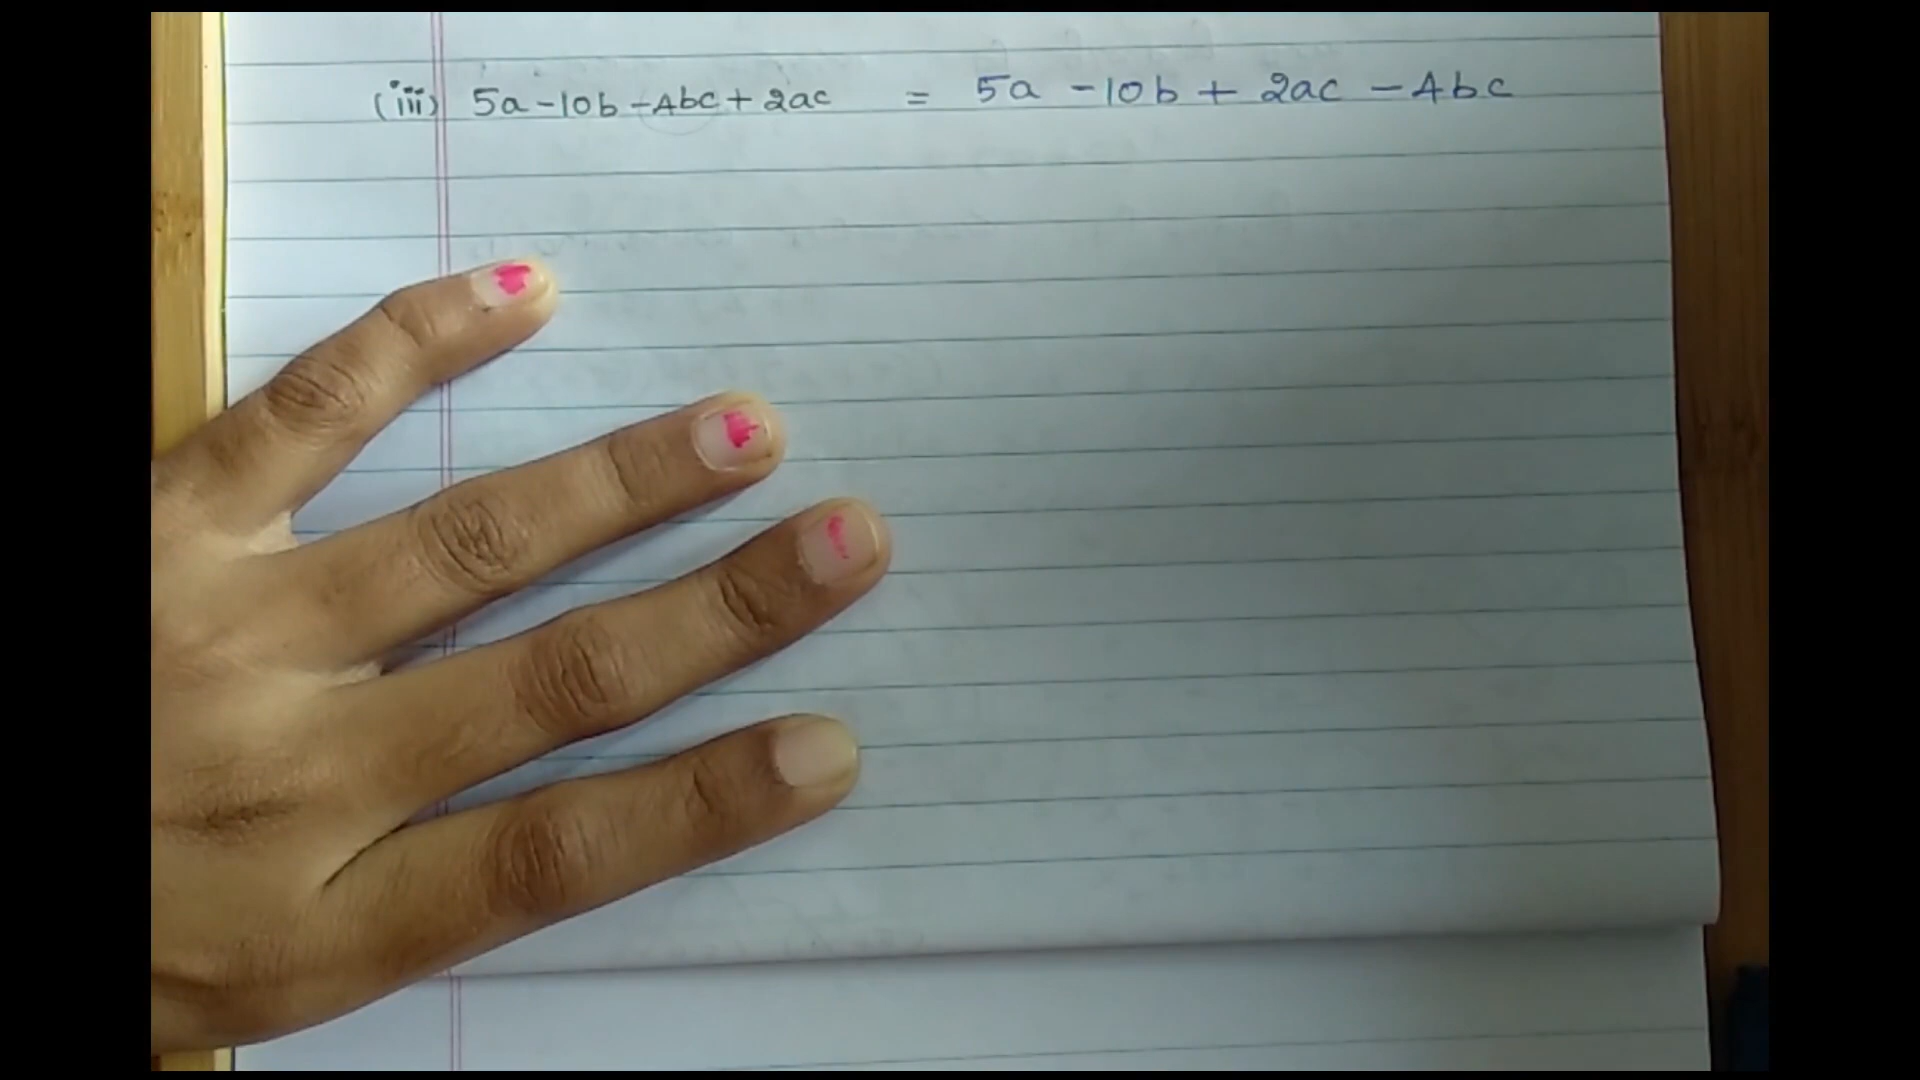 (iii) 5a - 10b - 4bc + 2ac = 5a - 10b + 2ac - 4bc